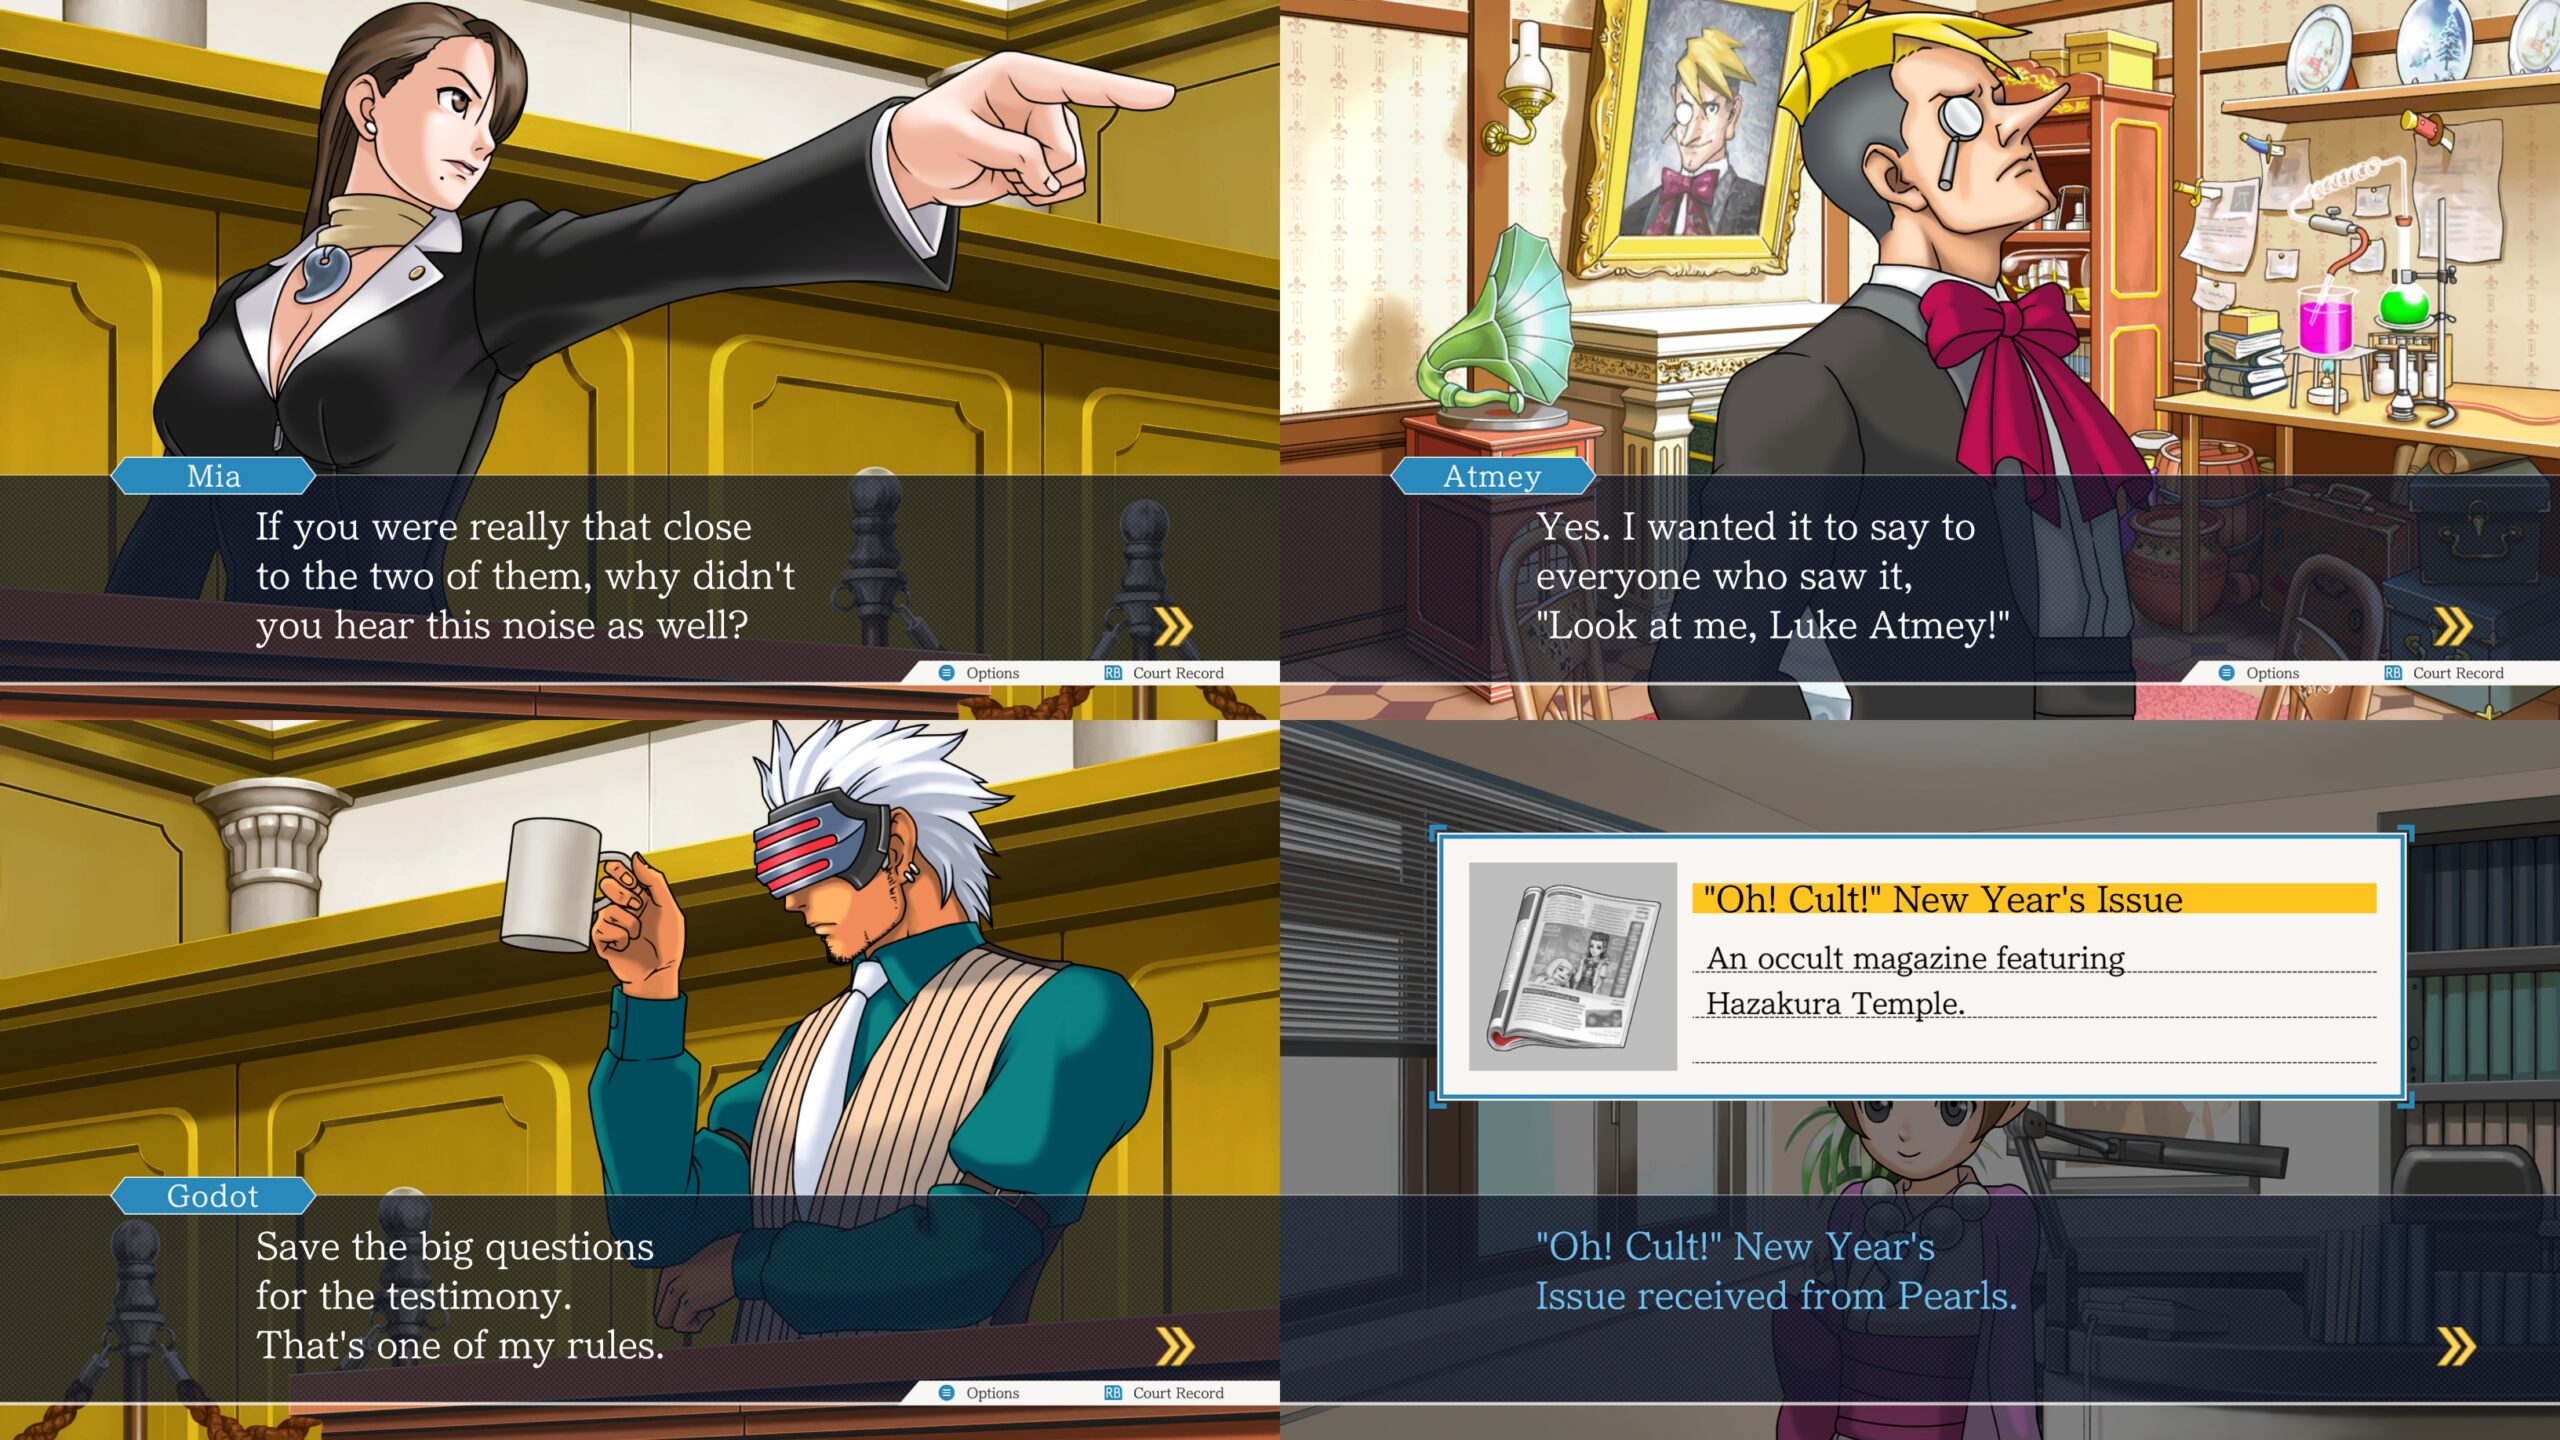 Mia
If you were really that close
to the two of them, why didn't
you hear this noise as well?
Options
RB Court Record
Atmey
Yes. I wanted it to say to
everyone who saw it,
"Look at me, Luke Atmey!"
Options
RB Court Record
Godot
Save the big questions
for the testimony.
That's one of my rules.
Options
RB Court Record
"Oh! Cult!" New Year's Issue
An occult magazine featuring
Hazakura Temple.
"Oh! Cult!" New Year's
Issue received from Pearls.